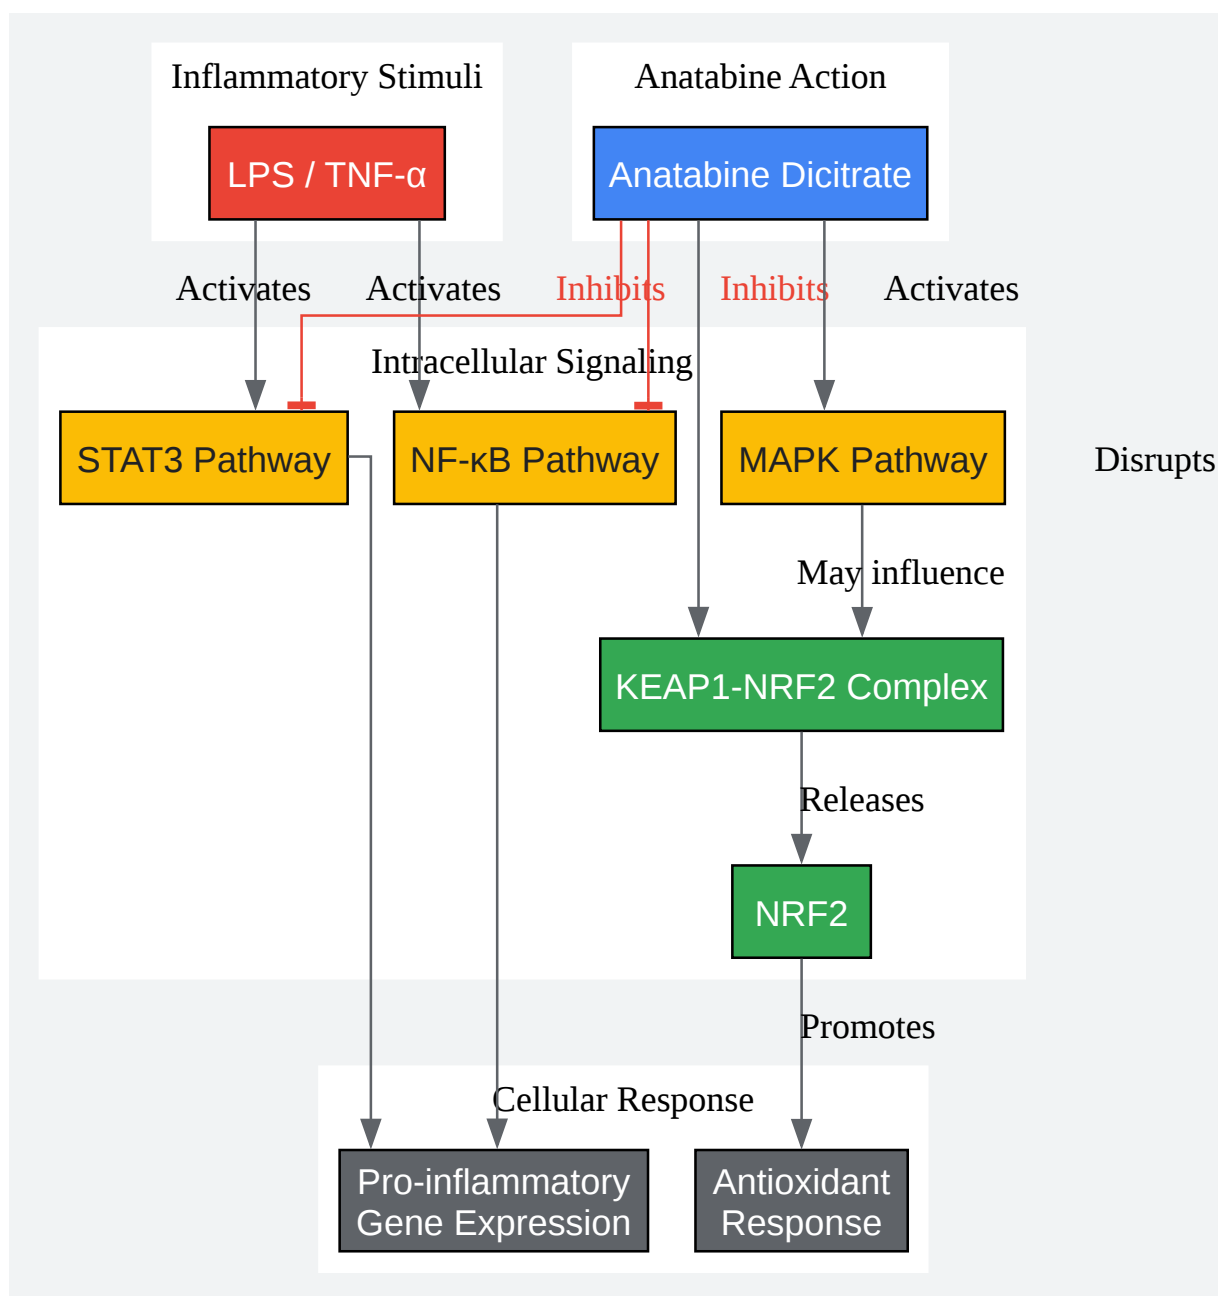 Inflammatory Stimuli
Anatabine Action
LPS / TNF-α
Anatabine Dicitrate
Activates
Activates
Inhibits
Inhibits
Activates
Intracellular Signaling
STAT3 Pathway
NF-κB Pathway
MAPK Pathway
Disrupts
May influence
KEAP1-NRF2 Complex
Releases
NRF2
Promotes
Cellular Response
Pro-inflammatory
Gene Expression
Antioxidant
Response